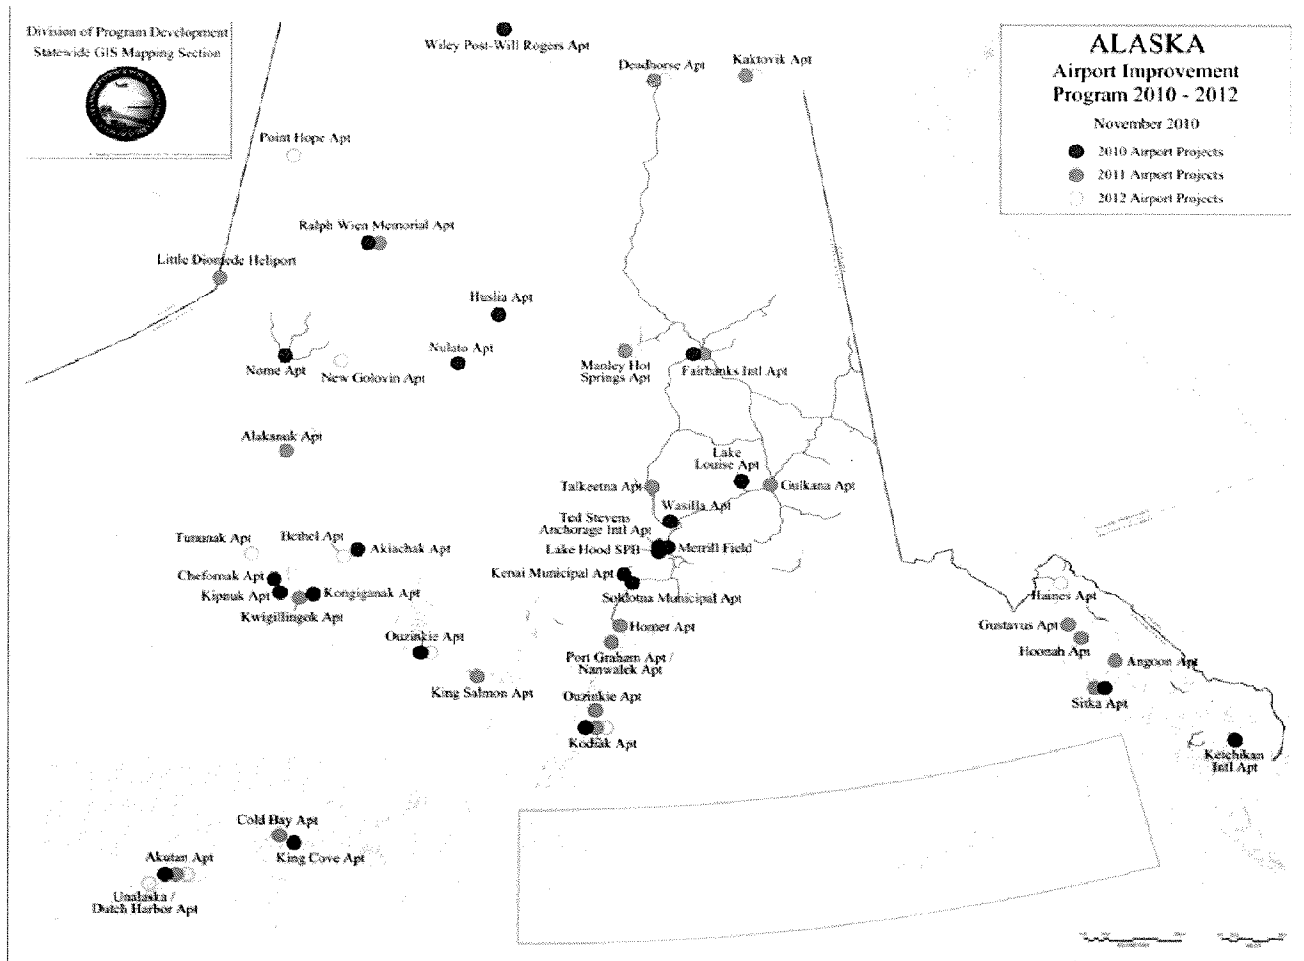 Division of Program Development
Statewide GIS Mapping Section
ALASKA
Airport Improvement
Program 2010 - 2012
November 2010
2010 Airport Projects
2011 Airport Projects
2012 Airport Projects
Wiley Post-Will Rogers Apt
Deadhorse Apt
Kaktovik Apt
Point Hope Apt
Ralph Wien Memorial Apt
Little Diomede Heliport
Huslia Apt
Nulato Apt
Nome Apt
New Golovin Apt
Manley Hot
Springs Apt
Fairbanks Intl Apt
Alakanuk Apt
Lake
Louise Apt
Talkeetna Apt
Gulkana Apt
Wasilla Apt
Ted Stevens
Anchorage Intl Apt
Lake Hood SPB
Merrill Field
Tununak Apt
Bethel Apt
Akiachak Apt
Chefornak Apt
Kipnuk Apt
Kongiganak Apt
Kwigillingok Apt
Kenai Municipal Apt
Soldotna Municipal Apt
Homer Apt
Port Graham Apt /
Nanwalek Apt
Ouzinkie Apt
King Salmon Apt
Ouzinkie Apt
Kodiak Apt
Haines Apt
Gustavus Apt
Hoonah Apt
Angoon Apt
Sitka Apt
Ketchikan
Intl Apt
Cold Bay Apt
King Cove Apt
Akutan Apt
Unalaska /
Dutch Harbor Apt